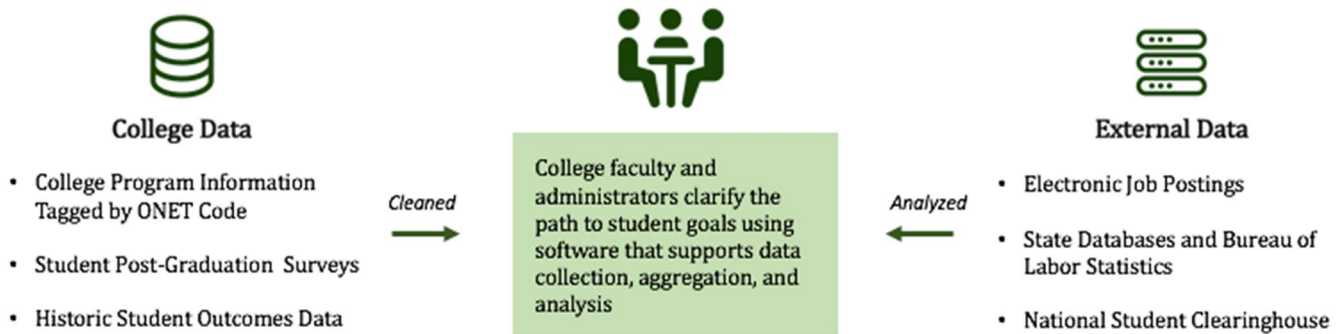 College Data
• College Program Information
Tagged by ONET Code
• Student Post-Graduation Surveys
• Historic Student Outcomes Data
Cleaned
College faculty and
administrators clarify the
path to student goals using
software that supports data
collection, aggregation, and
analysis
Analyzed
External Data
• Electronic Job Postings
• State Databases and Bureau of
Labor Statistics
• National Student Clearinghouse